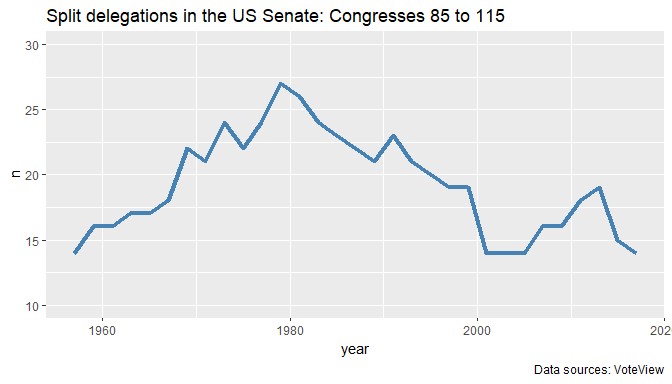 Split delegations in the US Senate: Congresses 85 to 115
30
25
20
15
10
n
1960
1980
2000
202
year
Data sources: VoteView